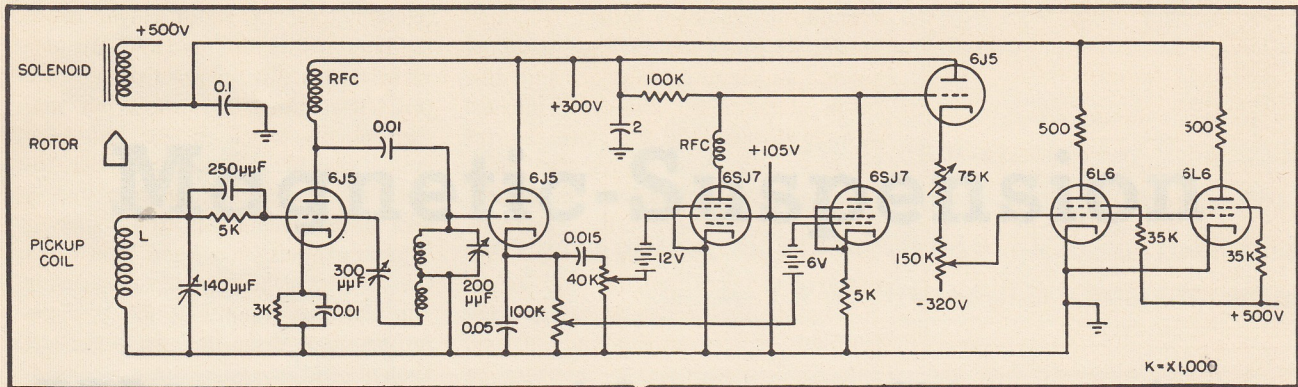 +500V
SOLENOID
0.1
ROTOR
250μμF
5K
PICKUP
COIL
L
140μμF
RFC
0.01
6J5
3K
0.01
300
μμF
200
μμF
6J5
0.05
0.015
40K
100K
+300V
2
100K
RFC
6SJ7
+105V
12V
6SJ7
6V
5K
6J5
75K
150K
-320V
500
6L6
35K
500
6L6
35K
+500V
K=X1,000